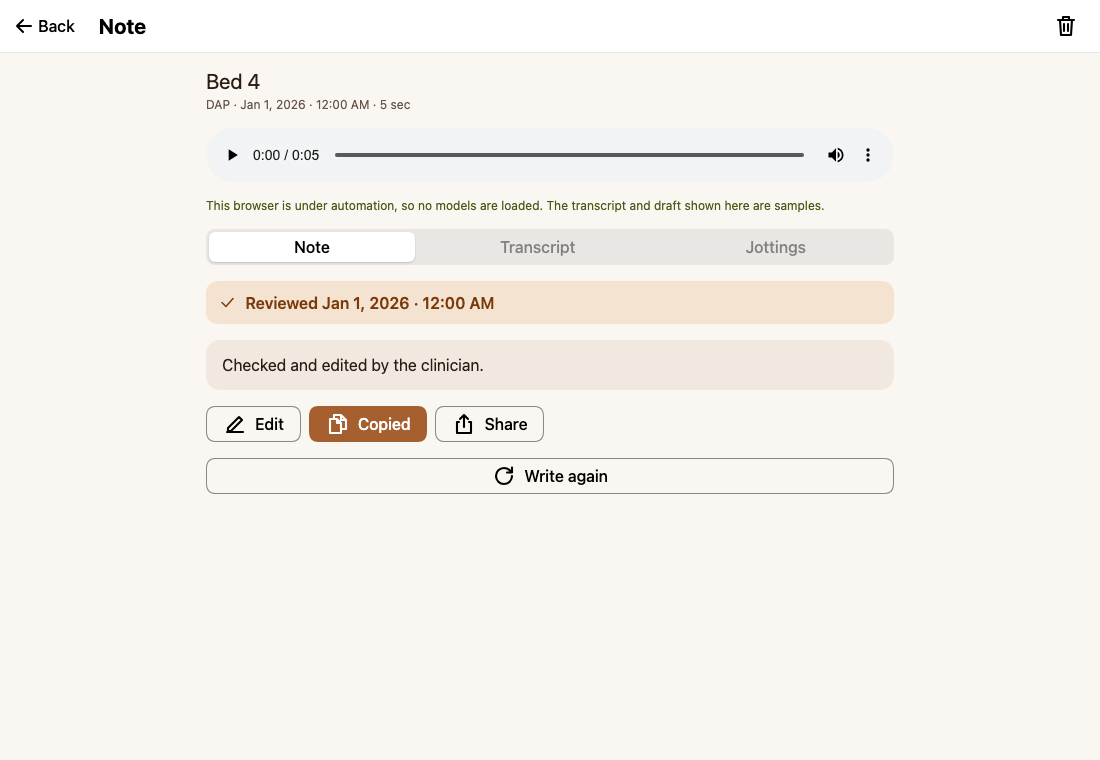 Back
Note
Bed 4
DAP · Jan 1, 2026 · 12:00 AM · 5 sec
0:00 / 0:05
This browser is under automation, so no models are loaded. The transcript and draft shown here are samples.
Note
Transcript
Jottings
Reviewed Jan 1, 2026 · 12:00 AM
Checked and edited by the clinician.
Edit
Copied
Share
Write again